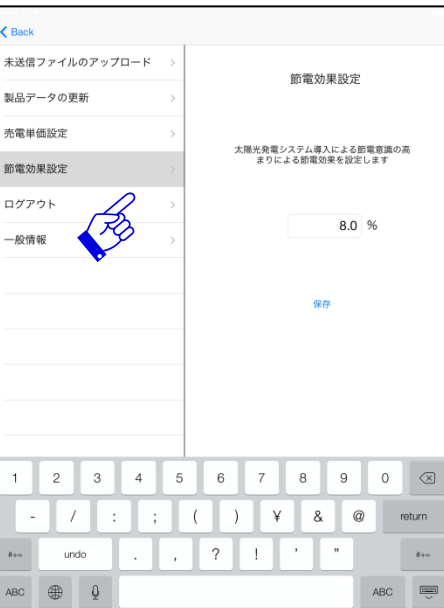 Back
未送信ファイルのアップロード
製品データの更新
売電単価設定
節電効果設定
ログアウト
一般情報
節電効果設定
太陽光発電システム導入による節電意識の高
まりによる節電効果を設定します
8.0 %
保存
1 2 3 4 5 6 7 8 9 0
- / : ; ( ) ¥ & @ return
#+= undo . , ? ! ' " #+=
ABC ABC